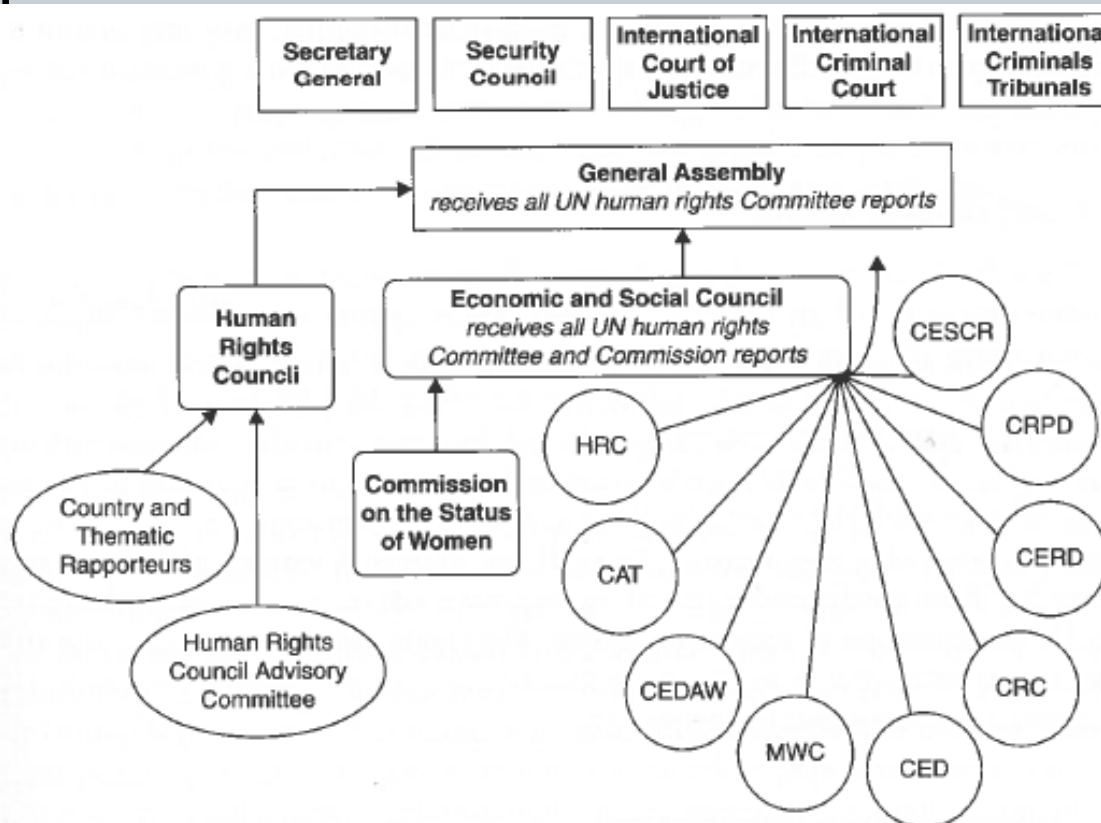 Secretary
General
Security
Council
International
Court of
Justice
International
Criminal
Court
Internationa
Criminals
Tribunals
General Assembly
receives all UN human rights Committee reports
Economic and Social Council
receives all UN human rights
Committee and Commission reports
Human
Rights
Councli
CESCR
CRPD
HRC
Commission
on the Status
of Women
Country and
Thematic
Rapporteurs
CAT
CERD
Human Rights
Council Advisory
Committee
CEDAW
CRC
MWC
CED